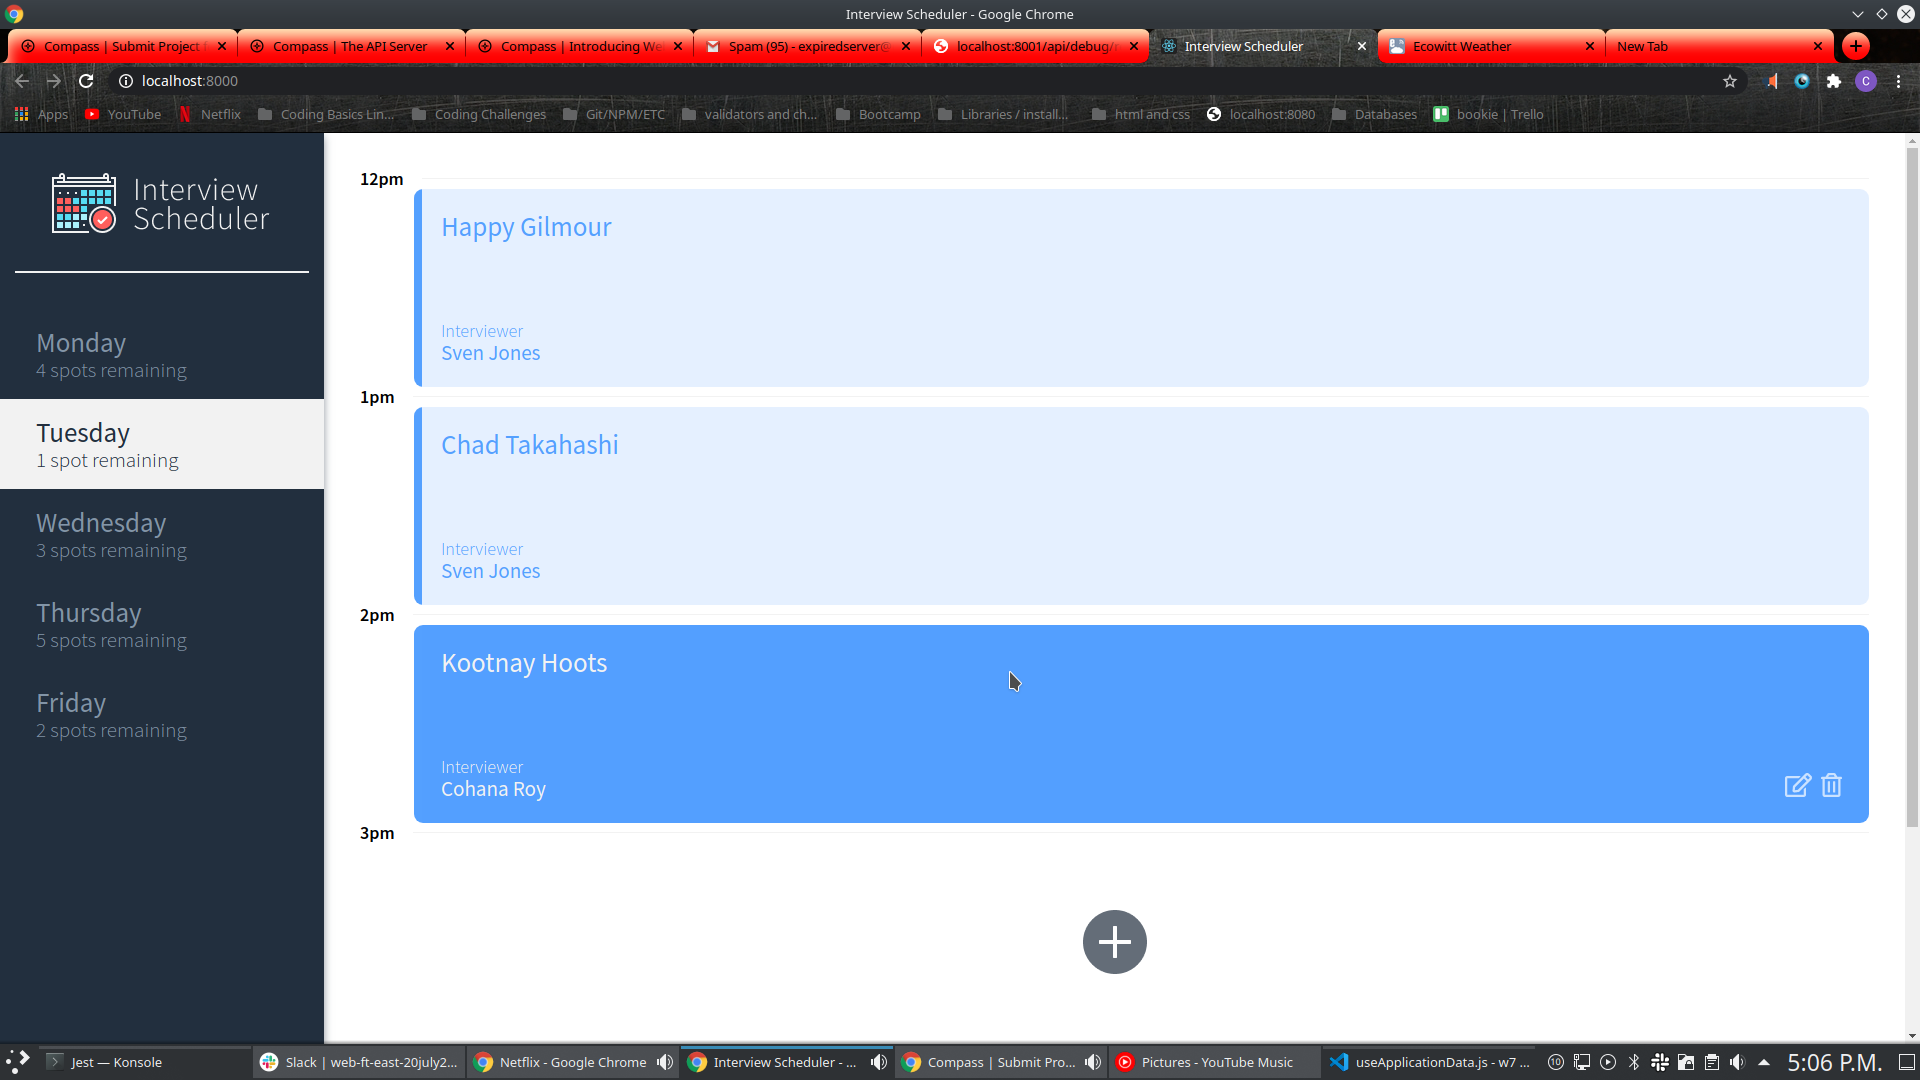 Interview Scheduler - Google Chrome
Compass | Submit Project f
Compass | The API Server
Compass | Introducing We
Spam (95) - expiredserver@
localhost:8001/api/debug/r
Interview Scheduler
Ecowitt Weather
New Tab
localhost:8000
C
Apps
YouTube
Netflix
Coding Basics Lin...
Coding Challenges
Git/NPM/ETC
validators and ch...
Bootcamp
Libraries / install...
html and css
localhost:8080
Databases
bookie | Trello
Interview
Scheduler
Monday
4 spots remaining
Tuesday
1 spot remaining
Wednesday
3 spots remaining
Thursday
5 spots remaining
Friday
2 spots remaining
12pm
Happy Gilmour
Interviewer
Sven Jones
1pm
Chad Takahashi
Interviewer
Sven Jones
2pm
Kootnay Hoots
Interviewer
Cohana Roy
3pm
Jest — Konsole
Slack | web-ft-east-20july2...
Netflix - Google Chrome
Interview Scheduler - ...
Compass | Submit Pro...
Pictures - YouTube Music
useApplicationData.js - w7 ...
10
5:06 P.M.